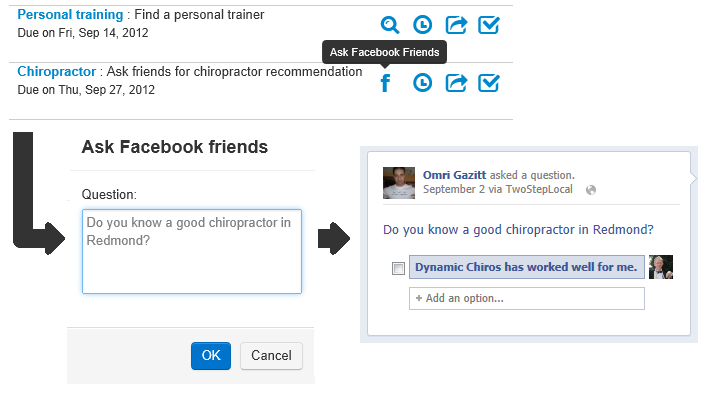 Personal training : Find a personal trainer
Due on Fri, Sep 14, 2012
Ask Facebook Friends
Chiropractor : Ask friends for chiropractor recommendation
f
Due on Thu, Sep 27, 2012
Ask Facebook friends
Question:
Do you know a good chiropractor in
Redmond?
OK
Cancel
Omri Gazitt asked a question.
September 2 via TwoStepLocal
Do you know a good chiropractor in Redmond?
Dynamic Chiros has worked well for me.
+ Add an option...